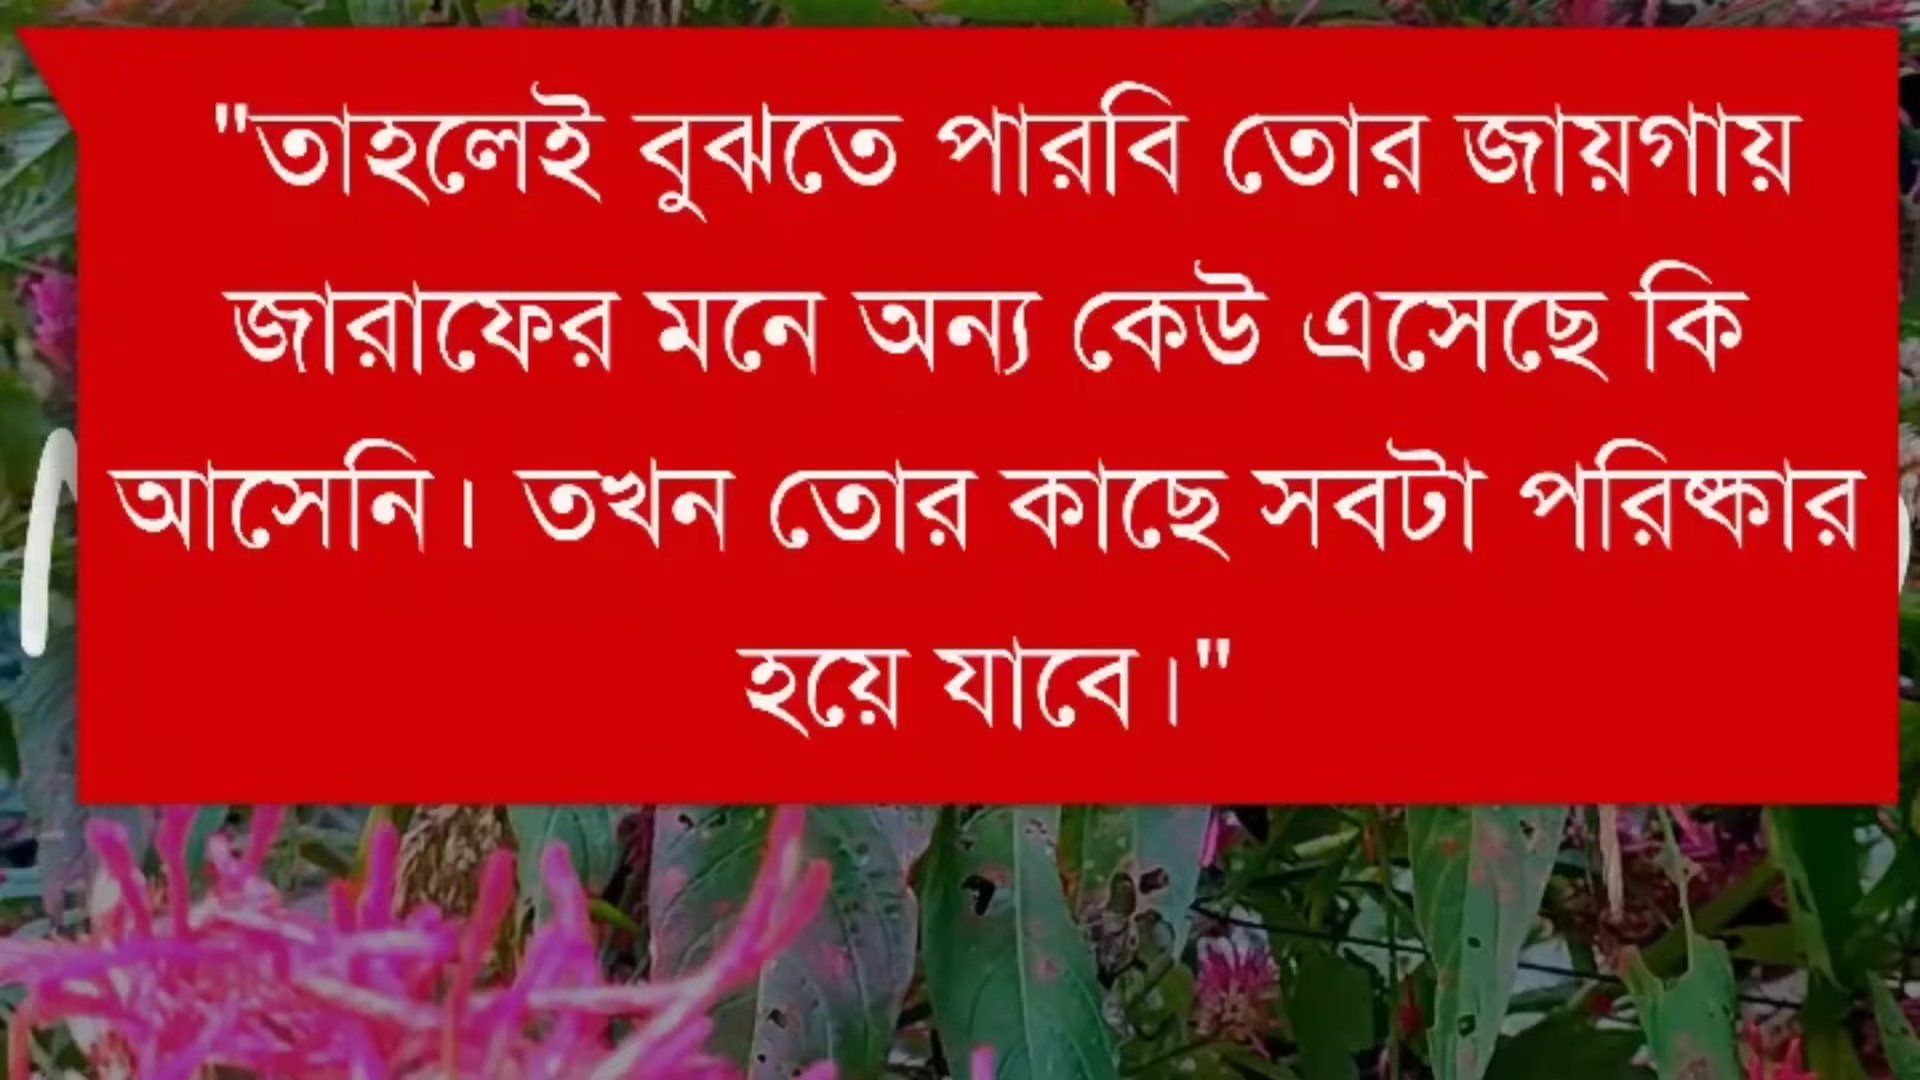 "তাহলেই বুঝতে পারবি তোর জায়গায়
জারাফের মনে অন্য কেউ এসেছে কি
আসেনি। তখন তোর কাছে সবটা পরিষ্কার
হয়ে যাবে।"